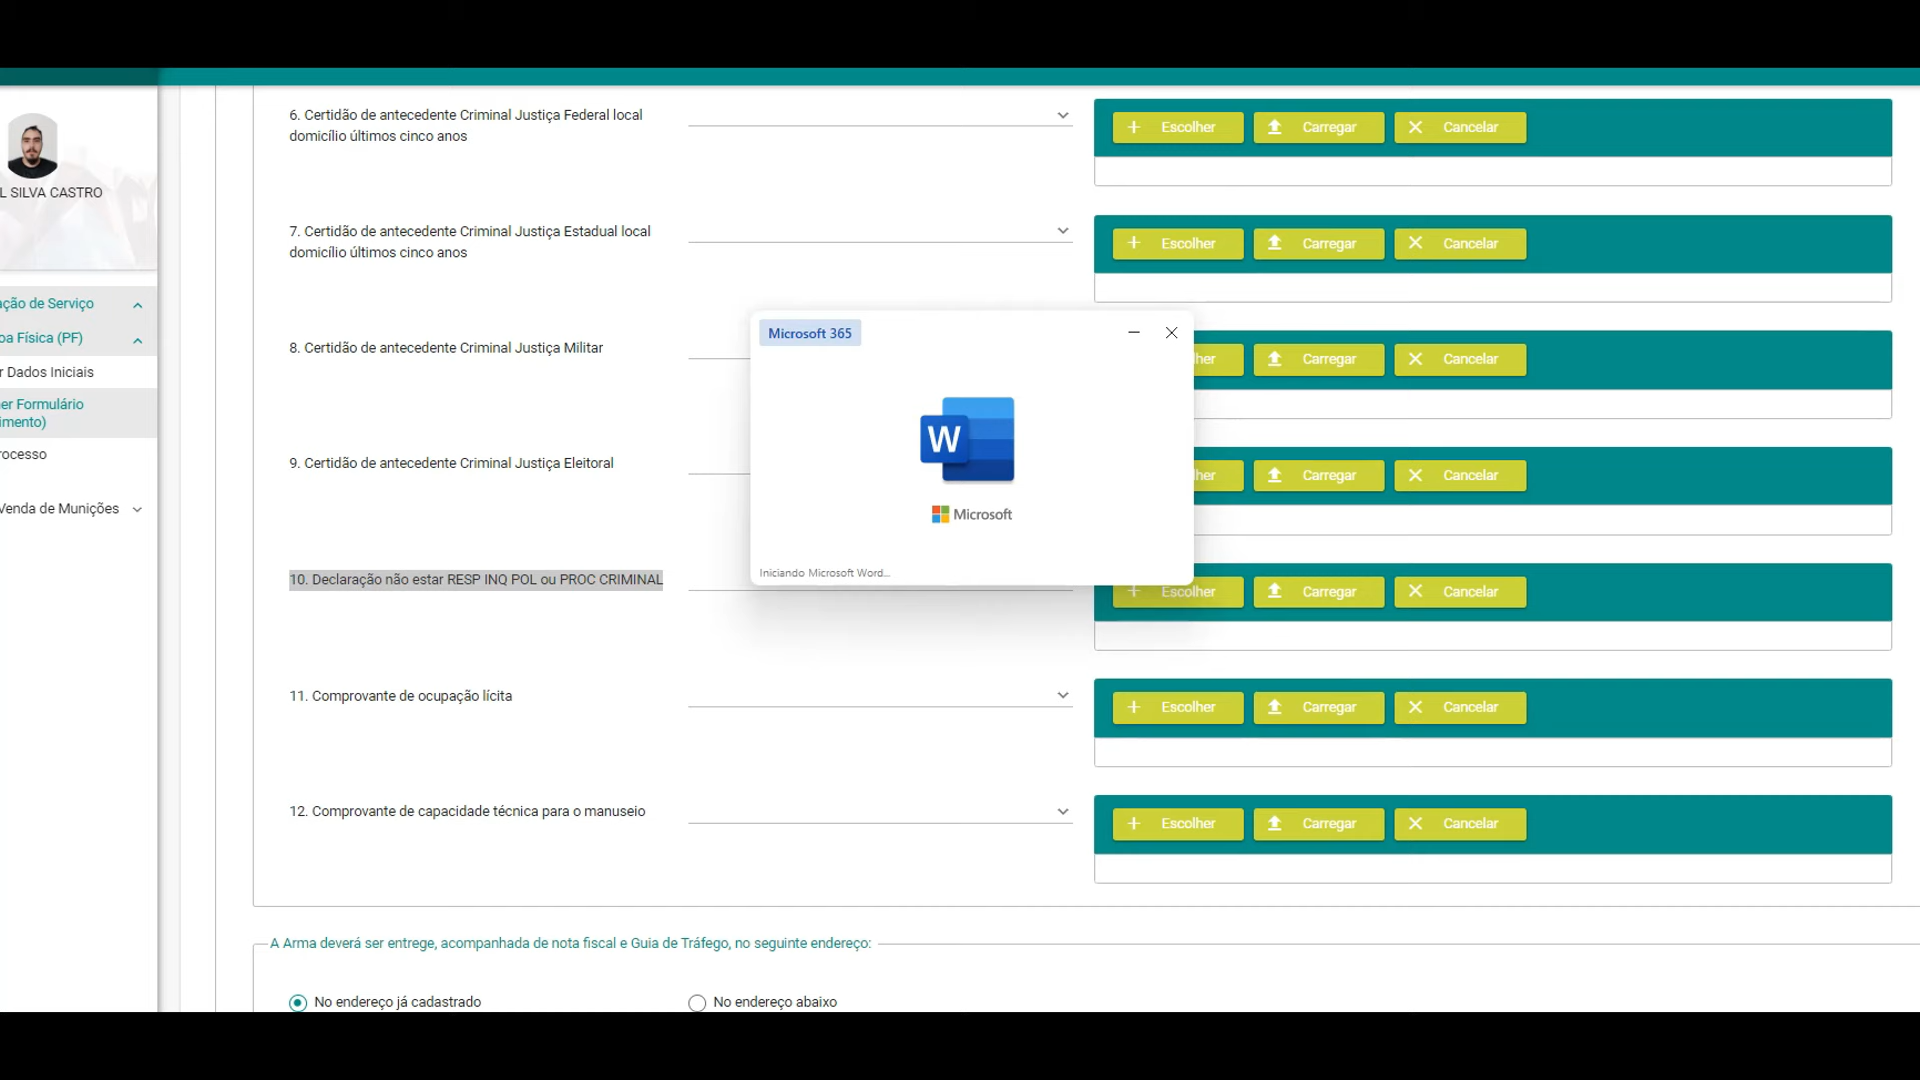 6. Certidão de antecedente Criminal Justiça Federal local
domicílio últimos cinco anos
Escolher
Carregar
Cancelar
L SILVA CASTRO
7. Certidão de antecedente Criminal Justiça Estadual local
domicílio últimos cinco anos
Escolher
Carregar
Cancelar
ação de Serviço
oa Física (PF)
r Dados Iniciais
er Formulário
imento)
rocesso
Venda de Munições
Microsoft 365
W
Microsoft
Iniciando Microsoft Word...
8. Certidão de antecedente Criminal Justiça Militar
her
Carregar
Cancelar
9. Certidão de antecedente Criminal Justiça Eleitoral
her
Carregar
Cancelar
10. Declaração não estar RESP INQ POL ou PROC CRIMINAL
Escolher
Carregar
Cancelar
11. Comprovante de ocupação lícita
Escolher
Carregar
Cancelar
12. Comprovante de capacidade técnica para o manuseio
Escolher
Carregar
Cancelar
A Arma deverá ser entrege, acompanhada de nota fiscal e Guia de Tráfego, no seguinte endereço:
No endereço já cadastrado
No endereço abaixo